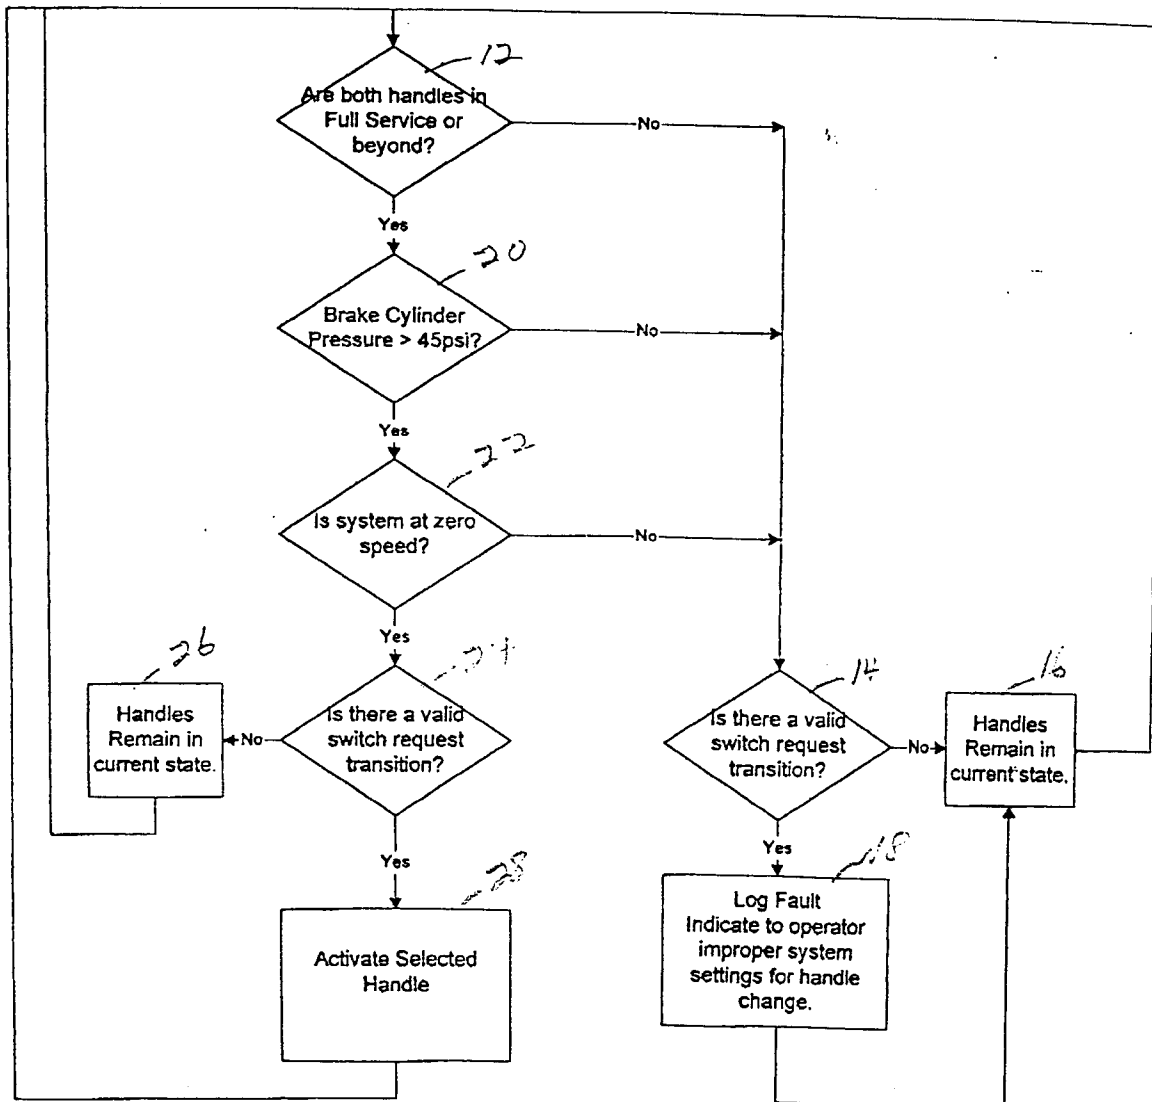 12
Are both handles in
Full Service or
beyond?
No
Yes
20
Brake Cylinder
Pressure > 45psi?
No
Yes
22
Is system at zero
speed?
No
Yes
26
Handles
Remain in
current state.
No
24
Is there a valid
switch request
transition?
14
Is there a valid
switch request
transition?
No
16
Handles
Remain in
current state.
Yes
28
Activate Selected
Handle
Yes
18
Log Fault
Indicate to operator
improper system
settings for handle
change.